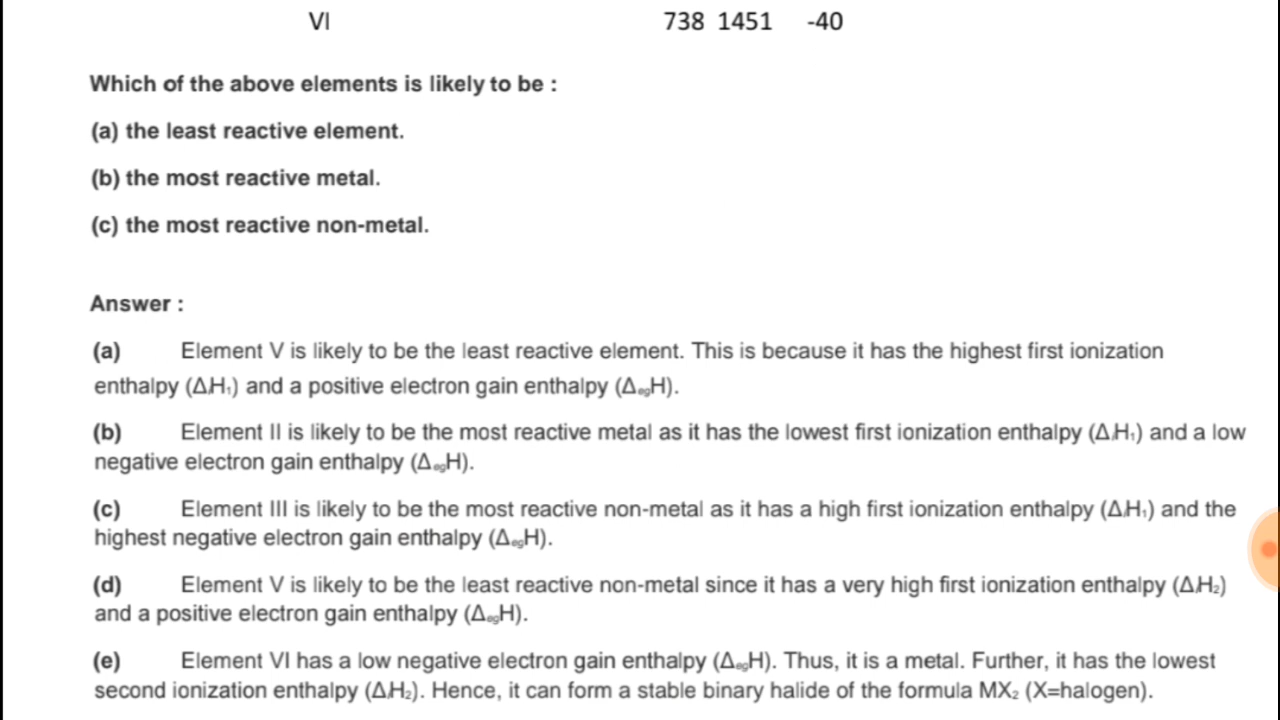 VI 738 1451 -40
Which of the above elements is likely to be :
(a) the least reactive element.
(b) the most reactive metal.
(c) the most reactive non-metal.
Answer :
(a) Element V is likely to be the least reactive element. This is because it has the highest first ionization
enthalpy (ΔH₁) and a positive electron gain enthalpy (ΔegH).
(b) Element II is likely to be the most reactive metal as it has the lowest first ionization enthalpy (ΔH₁) and a low
negative electron gain enthalpy (ΔegH).
(c) Element III is likely to be the most reactive non-metal as it has a high first ionization enthalpy (ΔH₁) and the
highest negative electron gain enthalpy (ΔegH).
(d) Element V is likely to be the least reactive non-metal since it has a very high first ionization enthalpy (ΔH₂)
and a positive electron gain enthalpy (ΔegH).
(e) Element VI has a low negative electron gain enthalpy (ΔegH). Thus, it is a metal. Further, it has the lowest
second ionization enthalpy (ΔH₂). Hence, it can form a stable binary halide of the formula MX₂ (X=halogen).